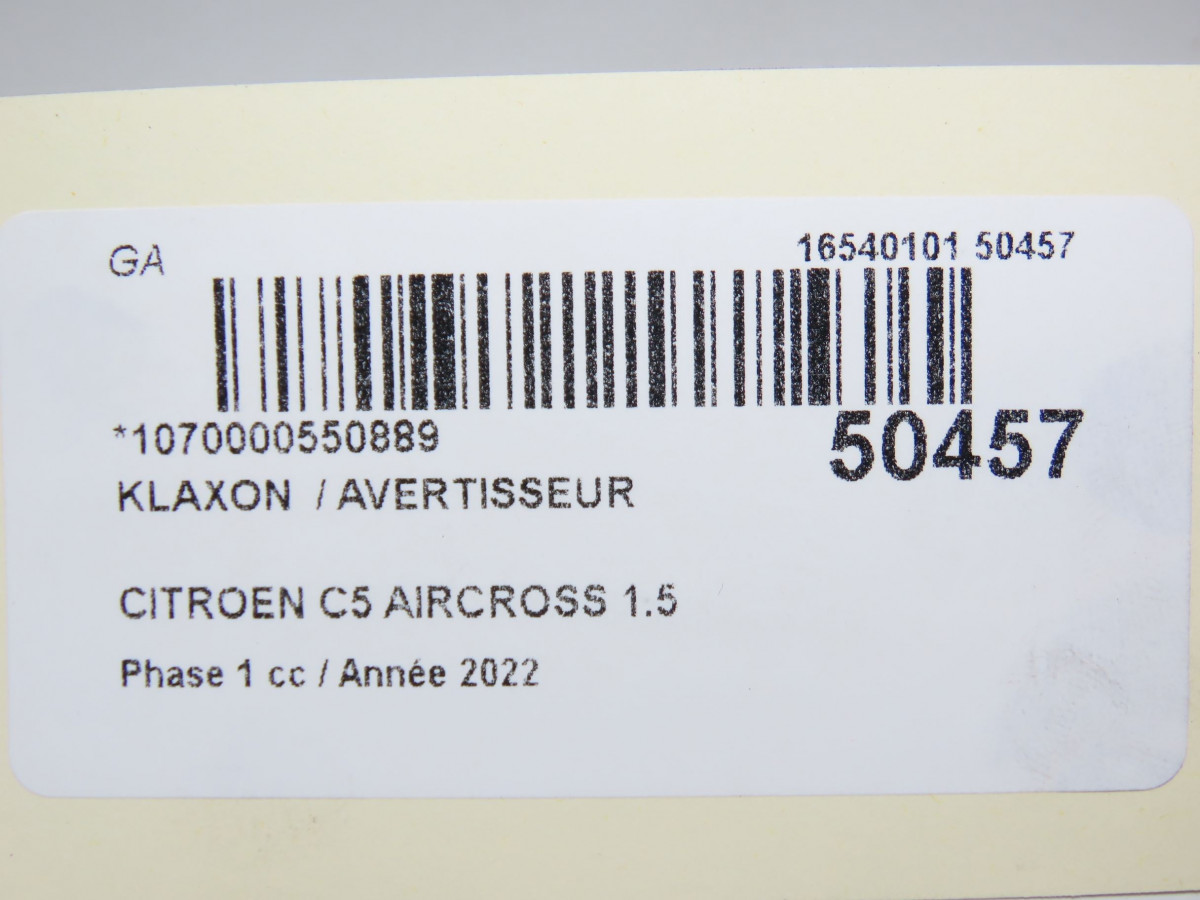 GA
16540101 50457
*1070000550889
50457
KLAXON / AVERTISSEUR
CITROEN C5 AIRCROSS 1.5
Phase 1 cc / Année 2022